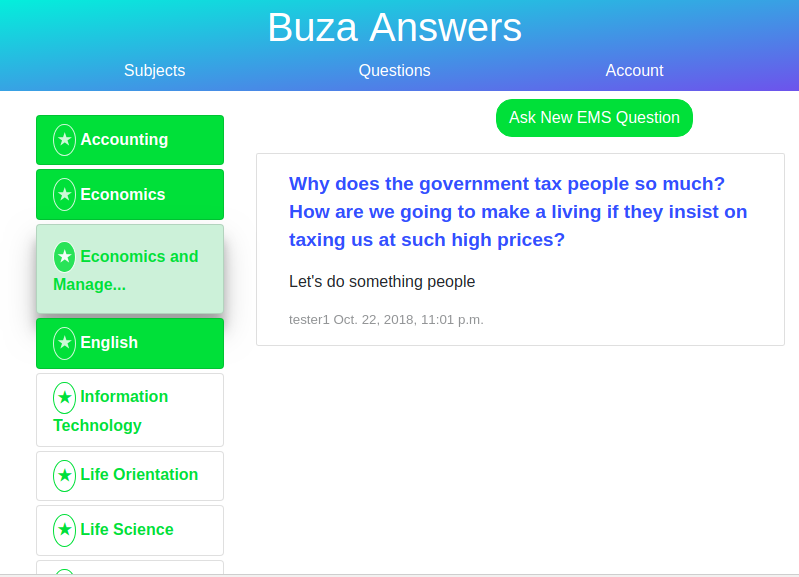 Buza Answers
Subjects Questions Account
Ask New EMS Question
★ Accounting
★ Economics
★ Economics and
Manage...
★ English
★ Information
Technology
★ Life Orientation
★ Life Science
Why does the government tax people so much?
How are we going to make a living if they insist on
taxing us at such high prices?
Let's do something people
tester1 Oct. 22, 2018, 11:01 p.m.